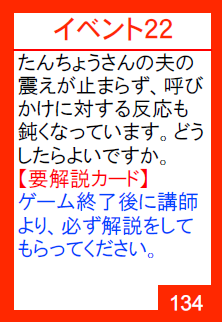 イベント22
たんちょうさんの夫の
震えが止まらず、呼び
かけに対する反応も
鈍くなっています。どう
したらよいですか。
【要解説カード】
ゲーム終了後に講師
より、必ず解説をして
もらってください。
134